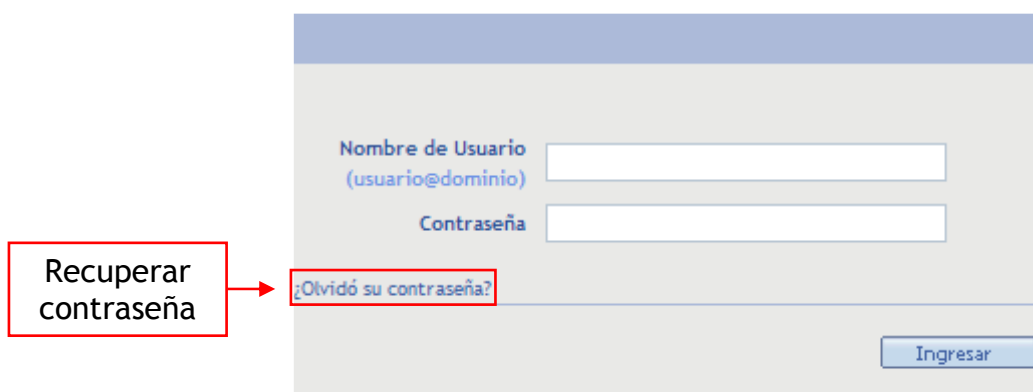 Nombre de Usuario
(usuario@dominio)
Contraseña
Recuperar
contraseña
¿Olvidó su contraseña?
Ingresar